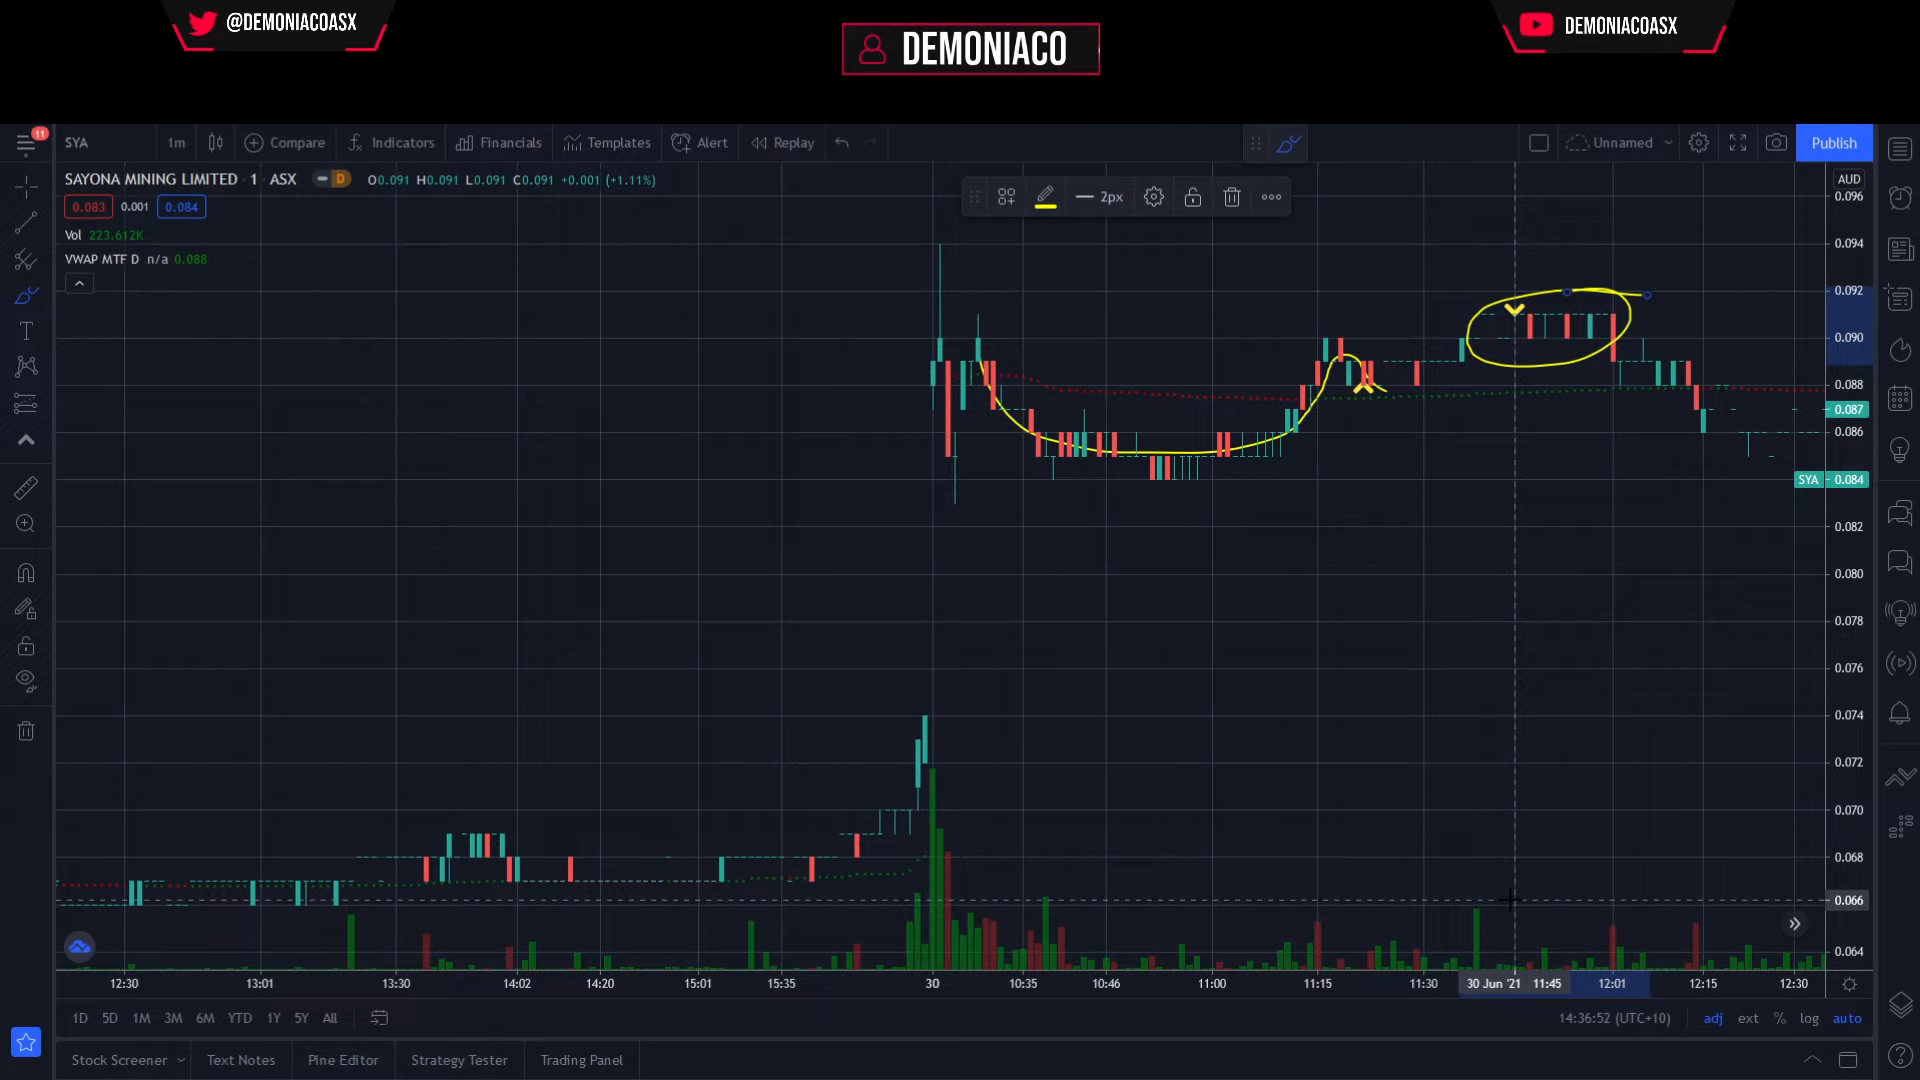 @DEMONIACOASX
DEMONIACO
DEMONIACOASX
11
SYA
1m
Compare
Indicators
Financials
Templates
Alert
Replay
Unnamed
Publish
SAYONA MINING LIMITED · 1 · ASX
D
O0.091 H0.091 L0.091 C0.091 +0.001 (+1.11%)
0.083 0.001 0.084
Vol 223.612K
VWAP MTF D n/a 0.088
2px
AUD
0.096
0.094
0.092
0.090
0.088
0.087
0.086
SYA 0.084
0.082
0.080
0.078
0.076
0.074
0.072
0.070
0.068
0.066
0.064
12:30 13:01 13:30 14:02 14:20 15:01 15:35 30 10:35 10:46 11:00 11:15 11:30 30 Jun '21 11:45 12:01 12:15 12:30
1D 5D 1M 3M 6M YTD 1Y 5Y All
14:36:52 (UTC+10) adj ext % log auto
Stock Screener Text Notes Pine Editor Strategy Tester Trading Panel